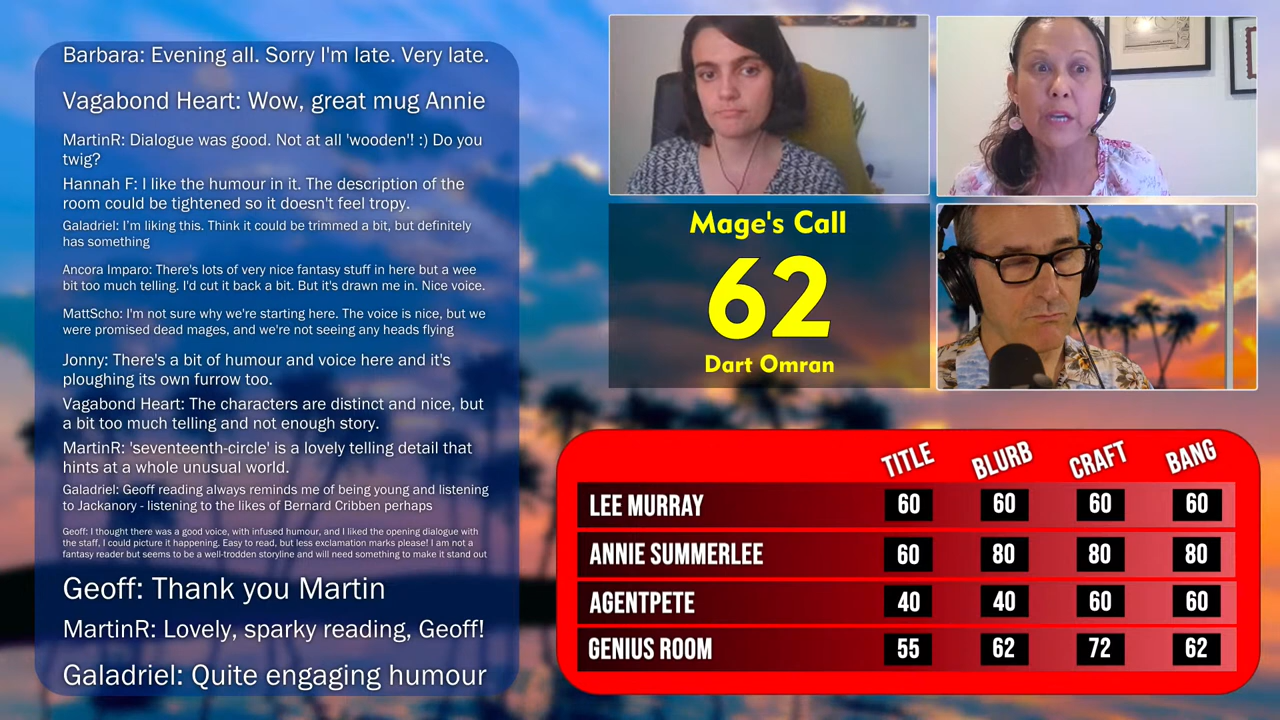 Barbara: Evening all. Sorry I'm late. Very late.
Vagabond Heart: Wow, great mug Annie
MartinR: Dialogue was good. Not at all 'wooden'! :) Do you
twig?
Hannah F: I like the humour in it. The description of the
room could be tightened so it doesn't feel tropy.
Galadriel: I'm liking this. Think it could be trimmed a bit, but definitely
has something
Ancora Imparo: There's lots of very nice fantasy stuff in here but a wee
bit too much telling. I'd cut it back a bit. But it's drawn me in. Nice voice.
MattScho: I'm not sure why we're starting here. The voice is nice, but we
were promised dead mages, and we're not seeing any heads flying
Jonny: There's a bit of humour and voice here and it's
ploughing its own furrow too.
Vagabond Heart: The characters are distinct and nice, but
a bit too much telling and not enough story.
MartinR: 'seventeenth-circle' is a lovely telling detail that
hints at a whole unusual world.
Galadriel: Geoff reading always reminds me of being young and listening
to Jackanory - listening to the likes of Bernard Cribben perhaps
Geoff: I thought there was a good voice, with infused humour, and I liked the opening dialogue with
the staff, I could picture it happening. Easy to read, but less exclamation marks please! I am not a
fantasy reader but seems to be a well-trodden storyline and will need something to make it stand out
Geoff: Thank you Martin
MartinR: Lovely, sparky reading, Geoff!
Galadriel: Quite engaging humour
Mage's Call
62
Dart Omran
TITLE BLURB CRAFT BANG
LEE MURRAY 60 60 60 60
ANNIE SUMMERLEE 60 80 80 80
AGENTPETE 40 40 60 60
GENIUS ROOM 55 62 72 62